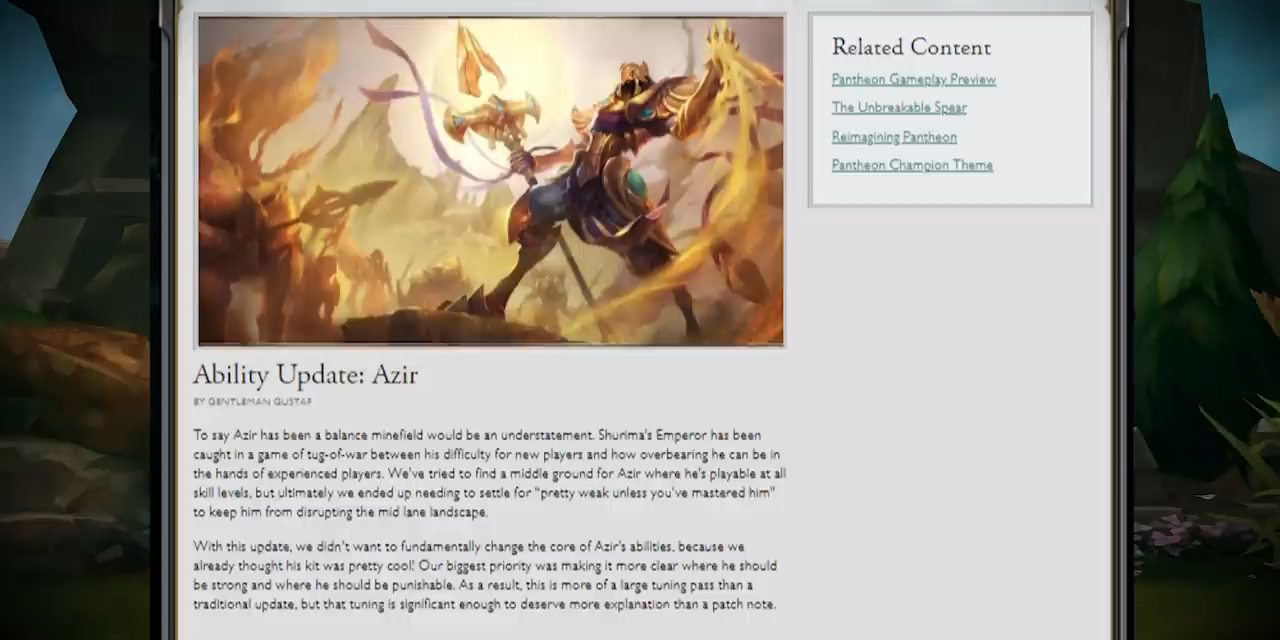 Related Content
Pantheon Gameplay Preview
The Unbreakable Spear
Reimagining Pantheon
Pantheon Champion Theme
Ability Update: Azir
BY GENTLEMAN GUSTAF
To say Azir has been a balance minefield would be an understatement. Shurima's Emperor has been
caught in a game of tug-of-war between his difficulty for new players and how overbearing he can be in
the hands of experienced players. We've tried to find a middle ground for Azir where he's playable at all
skill levels, but ultimately we ended up needing to settle for "pretty weak unless you've mastered him"
to keep him from disrupting the mid lane landscape.
With this update, we didn't want to fundamentally change the core of Azir's abilities, because we
already thought his kit was pretty cool! Our biggest priority was making it more clear where he should
be strong and where he should be punishable. As a result, this is more of a large tuning pass than a
traditional update, but that tuning is significant enough to deserve more explanation than a patch note.